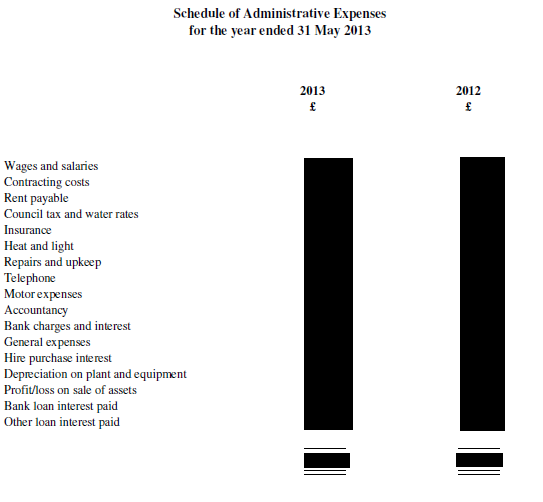 Schedule of Administrative Expenses
for the year ended 31 May 2013
2013 2012
£ £
Wages and salaries
Contracting costs
Rent payable
Council tax and water rates
Insurance
Heat and light
Repairs and upkeep
Telephone
Motor expenses
Accountancy
Bank charges and interest
General expenses
Hire purchase interest
Depreciation on plant and equipment
Profit/loss on sale of assets
Bank loan interest paid
Other loan interest paid